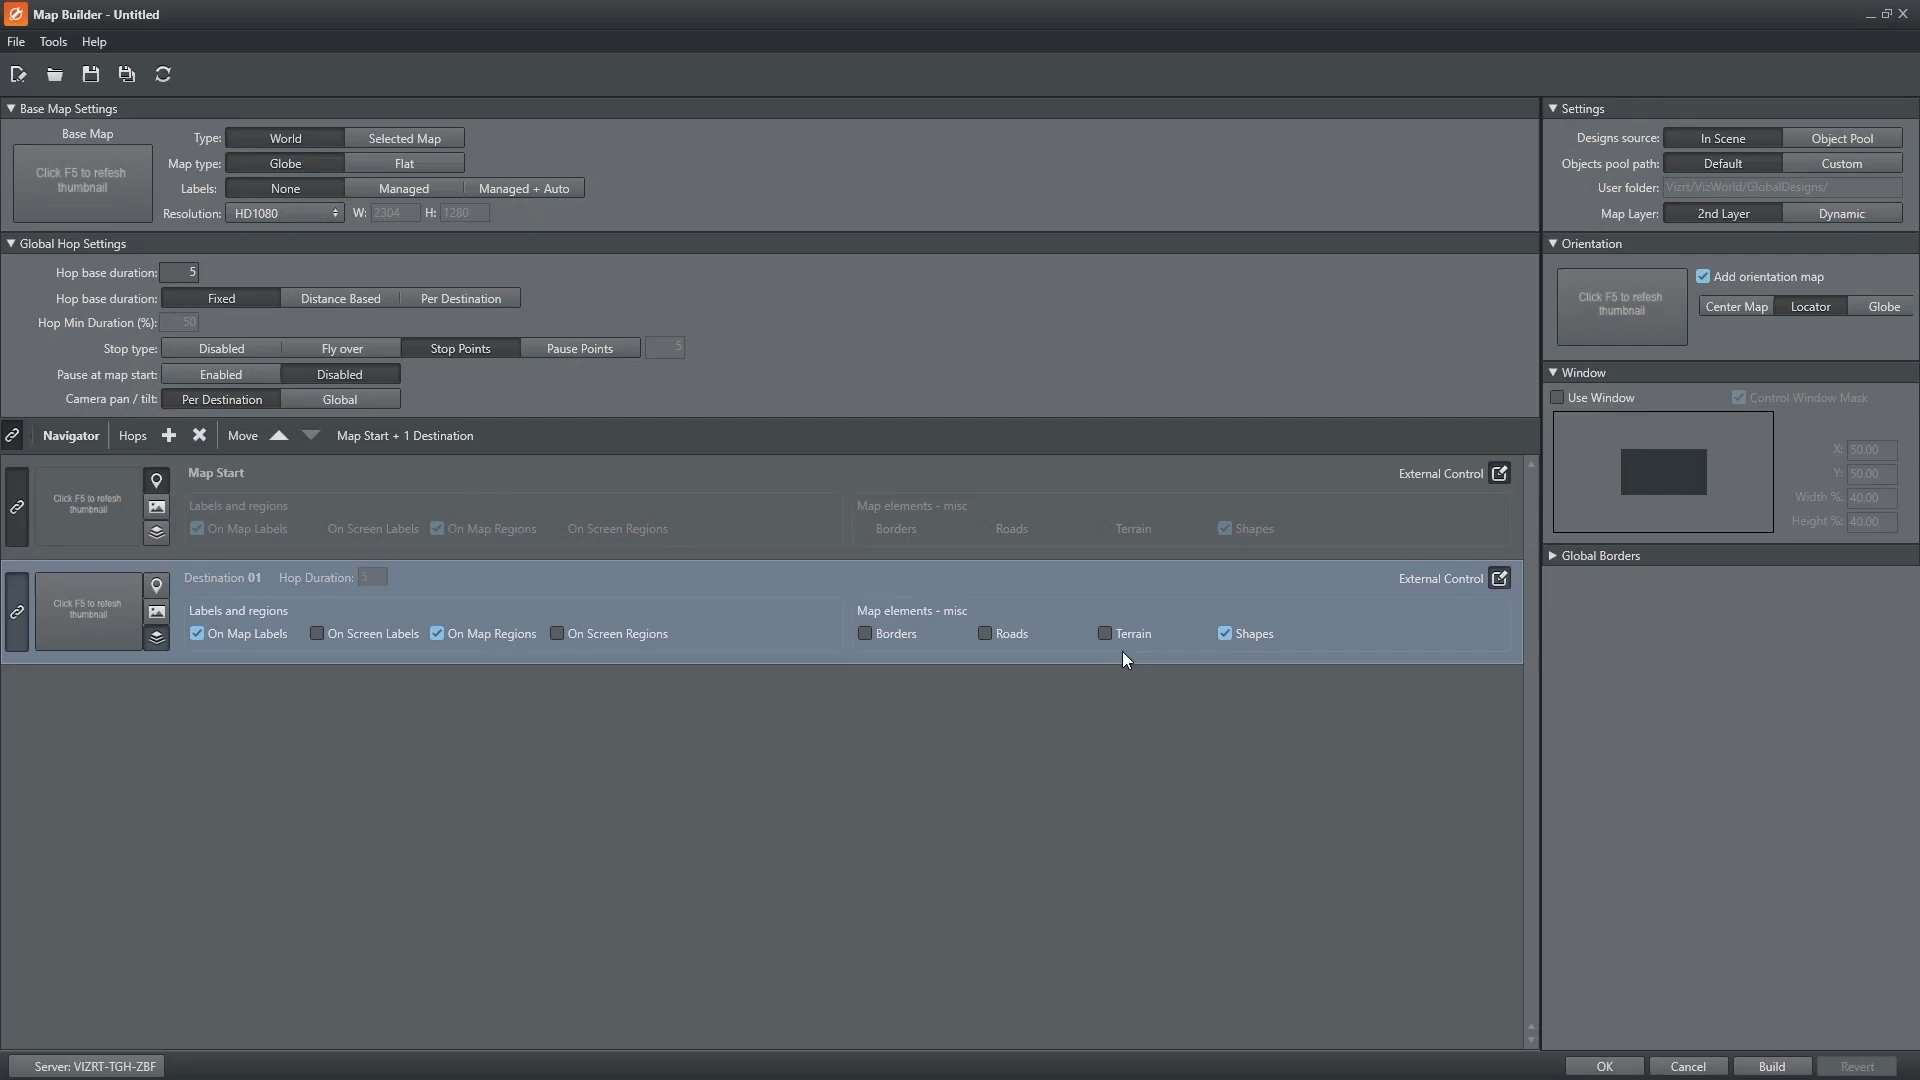 Map Builder - Untitled
File Tools Help
Base Map Settings
Base Map
Click F5 to refesh thumbnail
Type: World Selected Map
Map type: Globe Flat
Labels: None Managed Managed + Auto
Resolution: HD1080 W: 2304 H: 1280
Global Hop Settings
Hop base duration: 5
Hop base duration: Fixed Distance Based Per Destination
Hop Min Duration (%): 50
Stop type: Disabled Fly over Stop Points Pause Points 5
Pause at map start: Enabled Disabled
Camera pan / tilt: Per Destination Global
Navigator Hops Move Map Start + 1 Destination
Click F5 to refesh thumbnail
Map Start External Control
Labels and regions Map elements - misc
On Map Labels On Screen Labels On Map Regions On Screen Regions Borders Roads Terrain Shapes
Click F5 to refesh thumbnail
Destination 01 Hop Duration: 5 External Control
Labels and regions Map elements - misc
On Map Labels On Screen Labels On Map Regions On Screen Regions Borders Roads Terrain Shapes
Settings
Designs source: In Scene Object Pool
Objects pool path: Default Custom
User folder: Vizrt/VizWorld/GlobalDesigns/
Map Layer: 2nd Layer Dynamic
Orientation
Click F5 to refesh thumbnail
Add orientation map
Center Map Locator Globe
Window
Use Window Control Window Mask
X: 50.00
Y: 50.00
Width %: 40.00
Height %: 40.00
Global Borders
Server: VIZRT-TGH-ZBF OK Cancel Build Revert